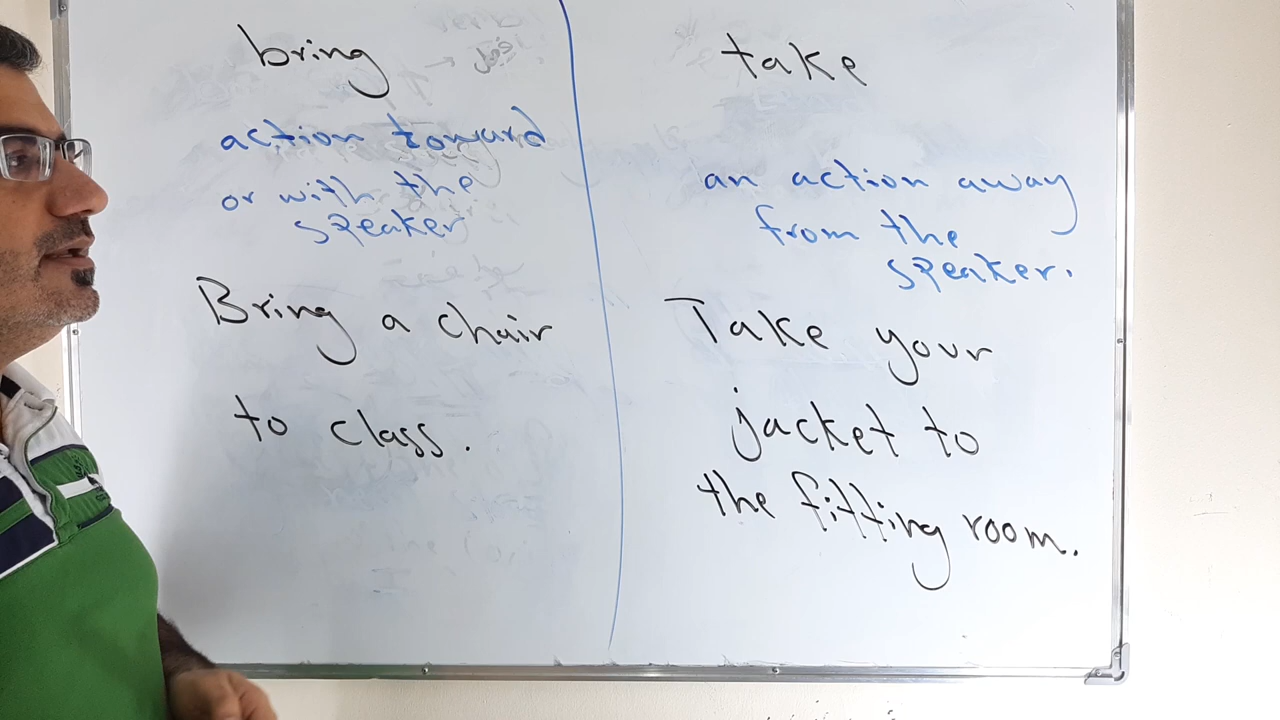 bring
action toward
or with the
speaker
Bring a chair
to class.
take
an action away
from the
speaker.
Take your
jacket to
the fitting room.